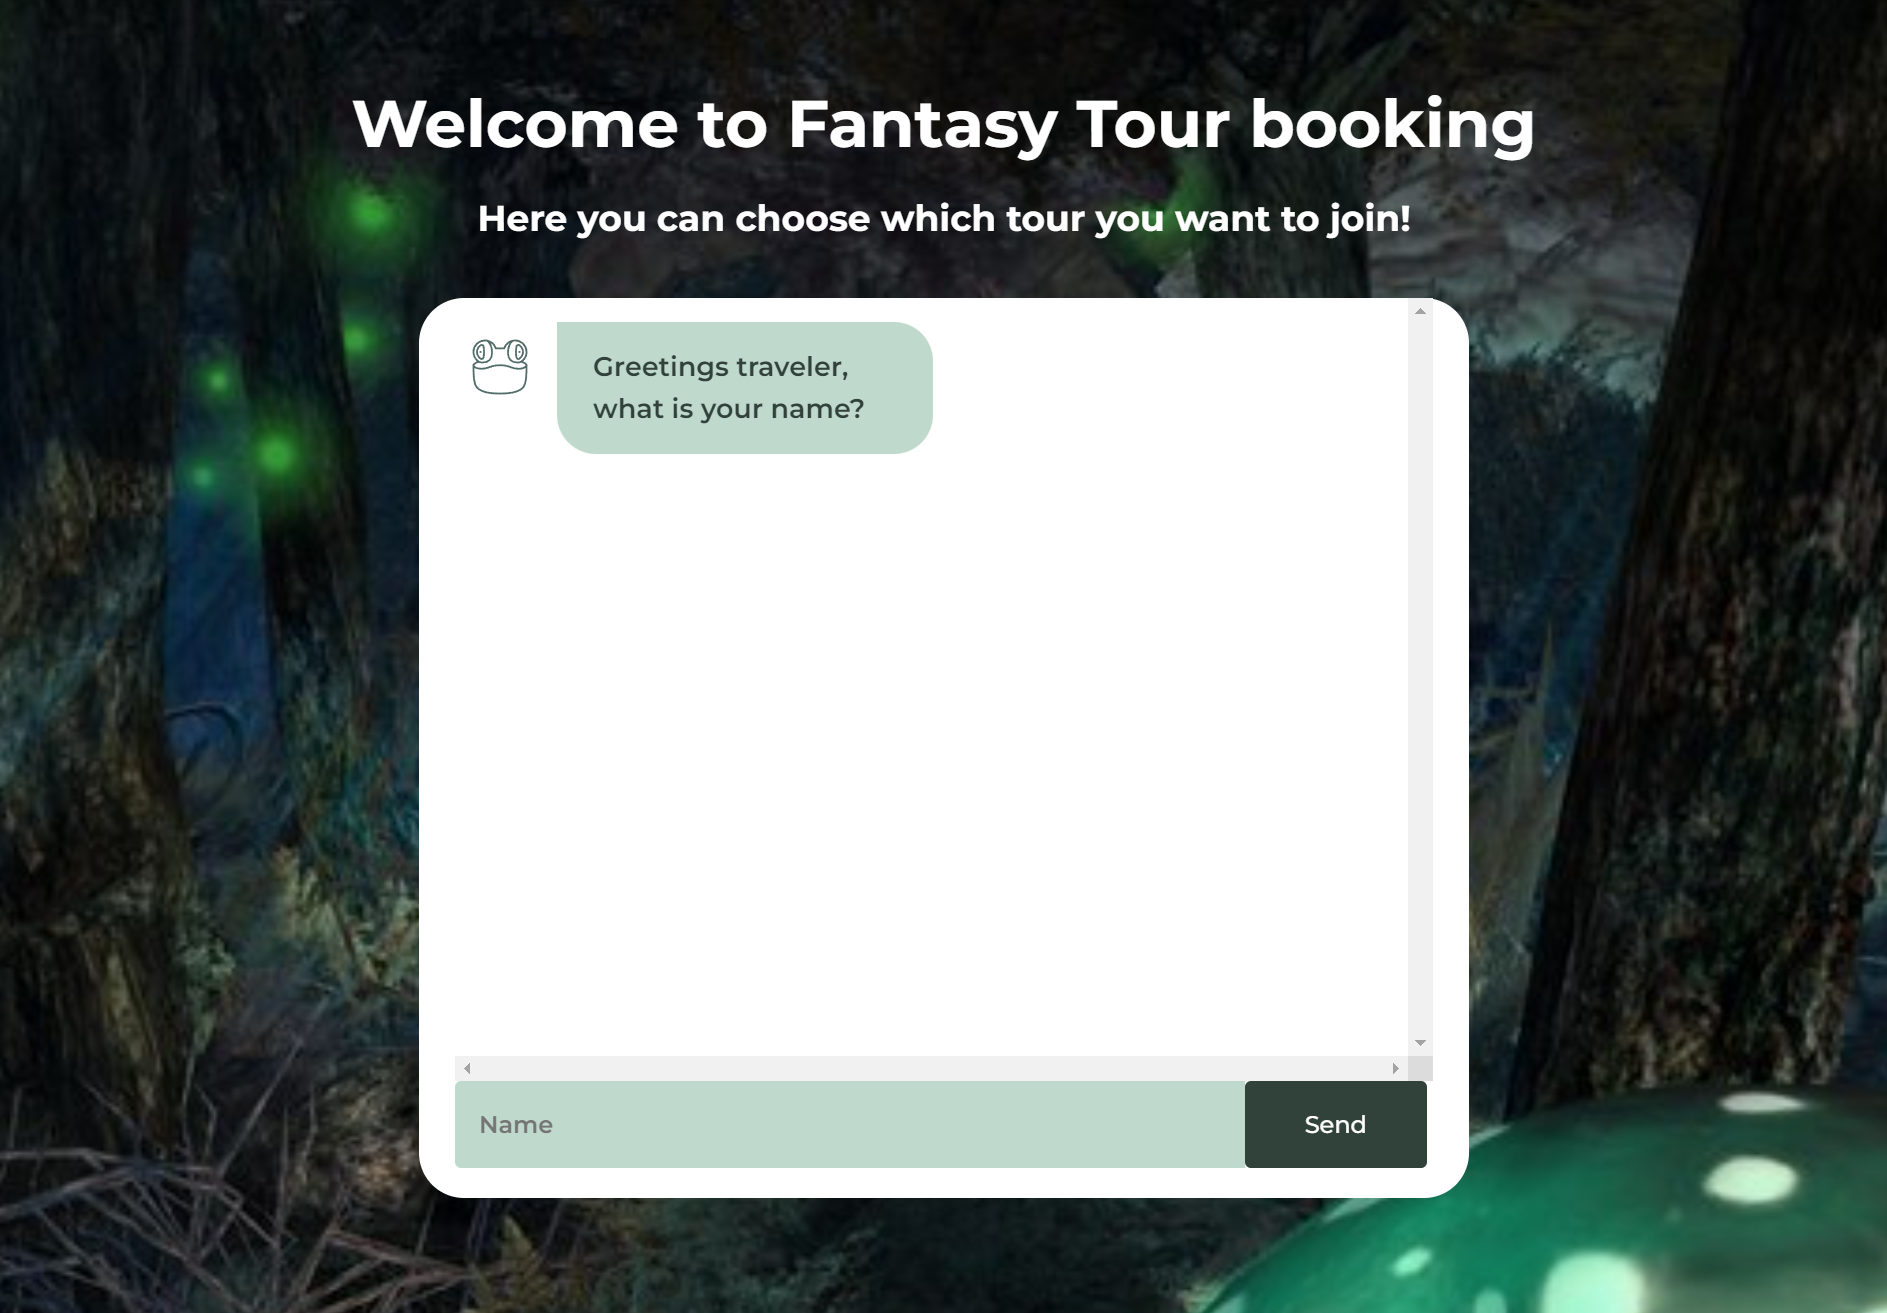 Welcome to Fantasy Tour booking
Here you can choose which tour you want to join!
Greetings traveler,
what is your name?
Name
Send